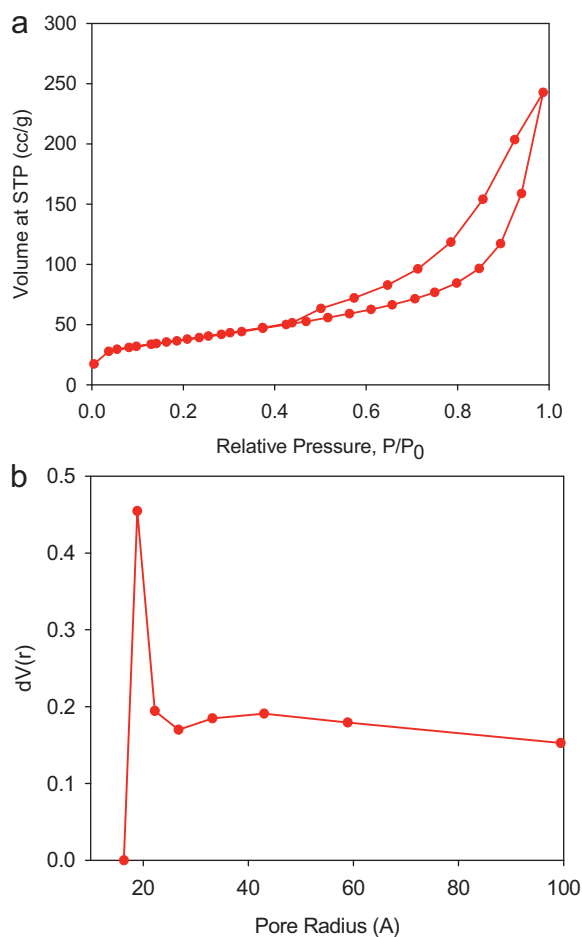 a
300
250
200
150
100
50
0
Volume at STP (cc/g)
0.0 0.2 0.4 0.6 0.8 1.0
Relative Pressure, P/P0
b
0.5
0.4
0.3
0.2
0.1
0.0
dV(r)
20 40 60 80 100
Pore Radius (A)